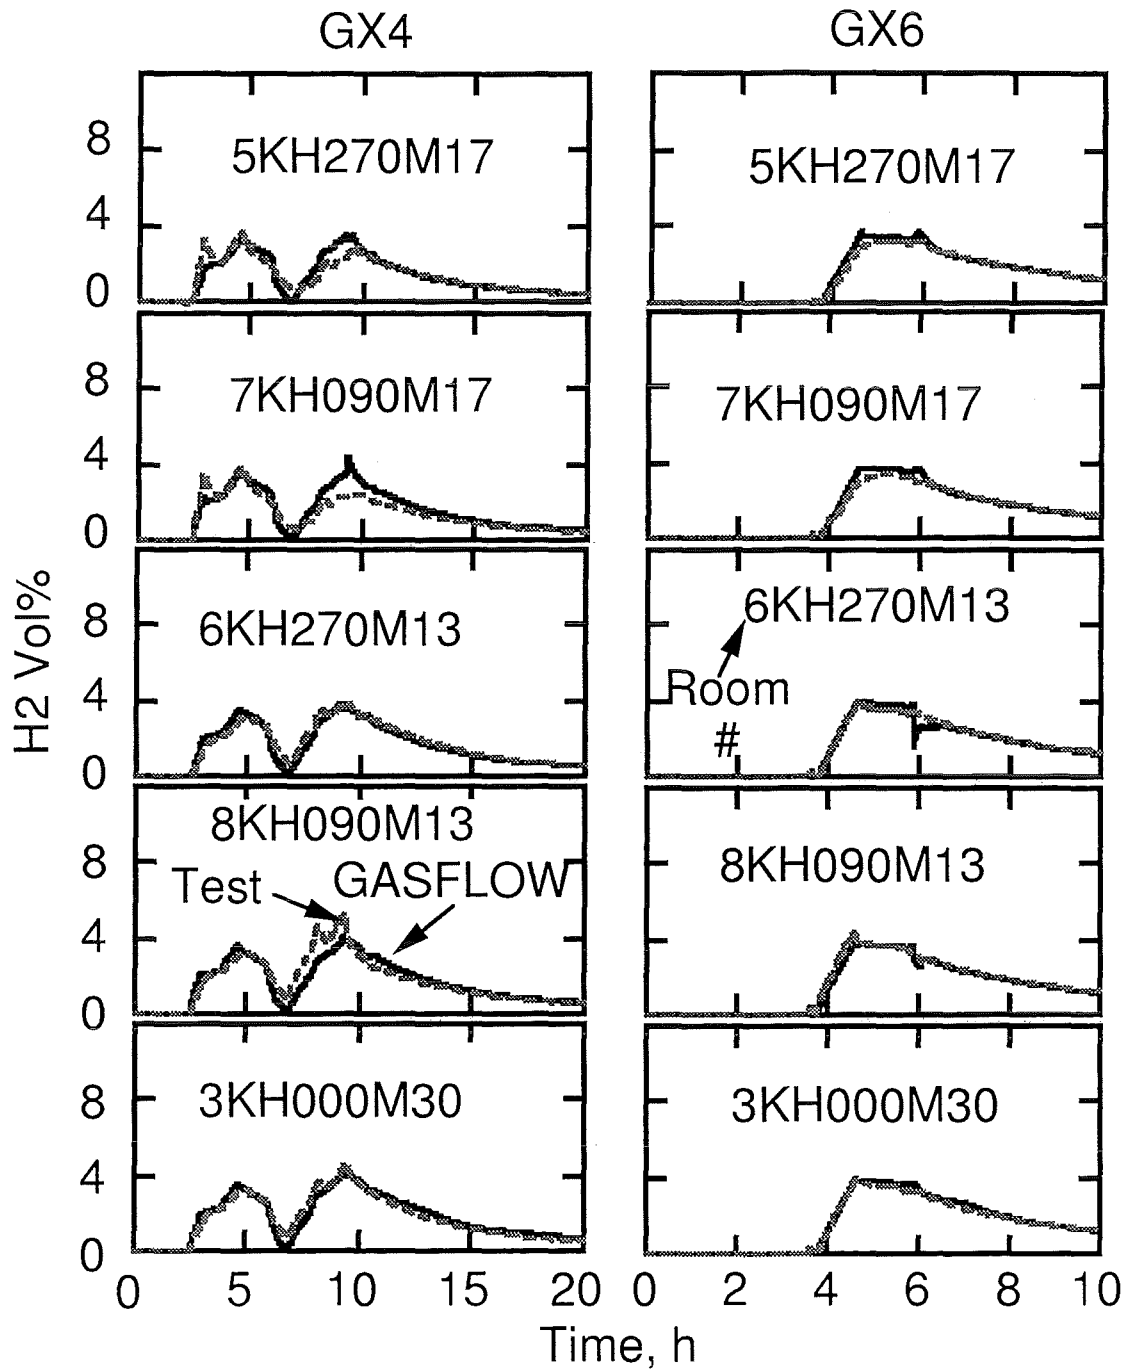 GX4
GX6
8
5KH270M17
5KH270M17
4
0
8
7KH090M17
7KH090M17
4
0
8
6KH270M13
6KH270M13
Room
#
4
0
8KH090M13
8
Test
GASFLOW
8KH090M13
4
0
8
3KH000M30
3KH000M30
4
0
H2 Vol%
0 5 10 15 20
0 2 4 6 8 10
Time, h